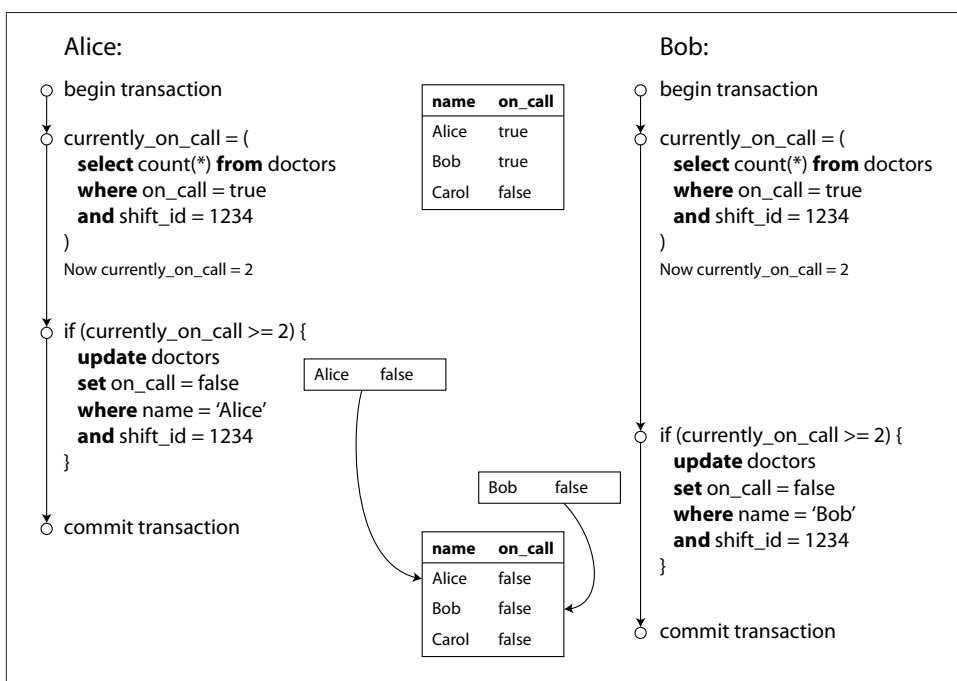 Alice:
begin transaction
currently_on_call = (
select count(*) from doctors
where on_call = true
and shift_id = 1234
)
Now currently_on_call = 2
if (currently_on_call >= 2) {
update doctors
set on_call = false
where name = ‘Alice’
and shift_id = 1234
}
commit transaction
name on_call
Alice true
Bob true
Carol false
Alice false
Bob false
name on_call
Alice false
Bob false
Carol false
Bob:
begin transaction
currently_on_call = (
select count(*) from doctors
where on_call = true
and shift_id = 1234
)
Now currently_on_call = 2
if (currently_on_call >= 2) {
update doctors
set on_call = false
where name = ‘Bob’
and shift_id = 1234
}
commit transaction